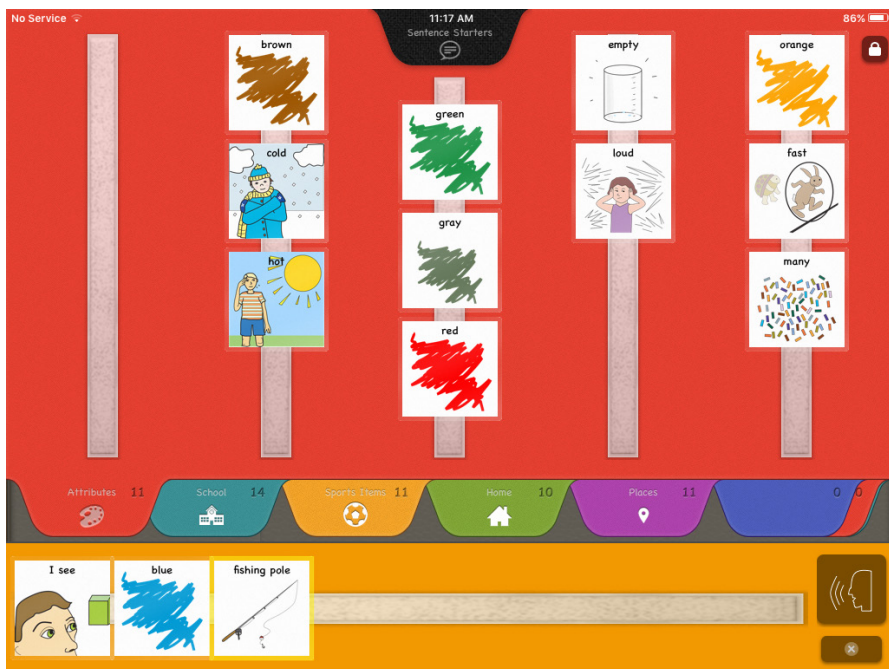 No Service
11:17 AM
86%
Sentence Starters
brown
empty
orange
green
cold
loud
fast
gray
hot
many
red
Attributes 11
School 14
Sports Items 11
Home 10
Places 11
0
0
I see
blue
fishing pole